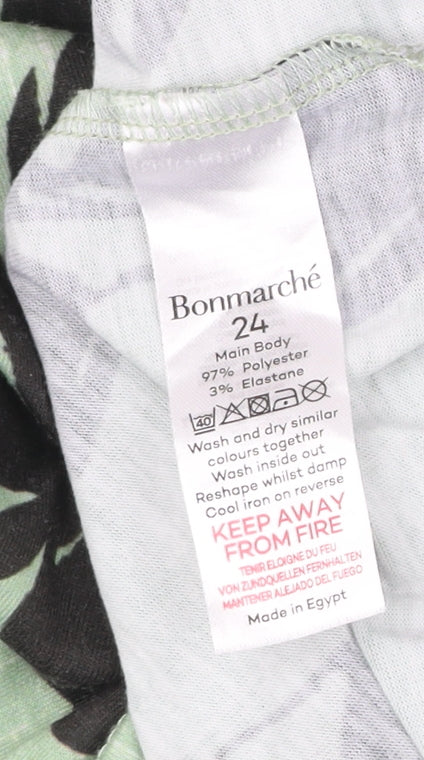 Bonmarché
24
Main Body
97% Polyester
3% Elastane
40
Wash and dry similar
colours together
Wash inside out
Reshape whilst damp
Cool iron on reverse
KEEP AWAY
FROM FIRE
TENIR ELOIGNE DU FEU
VON ZUNDQUELLEN FERNHALTEN
MANTENER ALEJADO DEL FUEGO
Made in Egypt